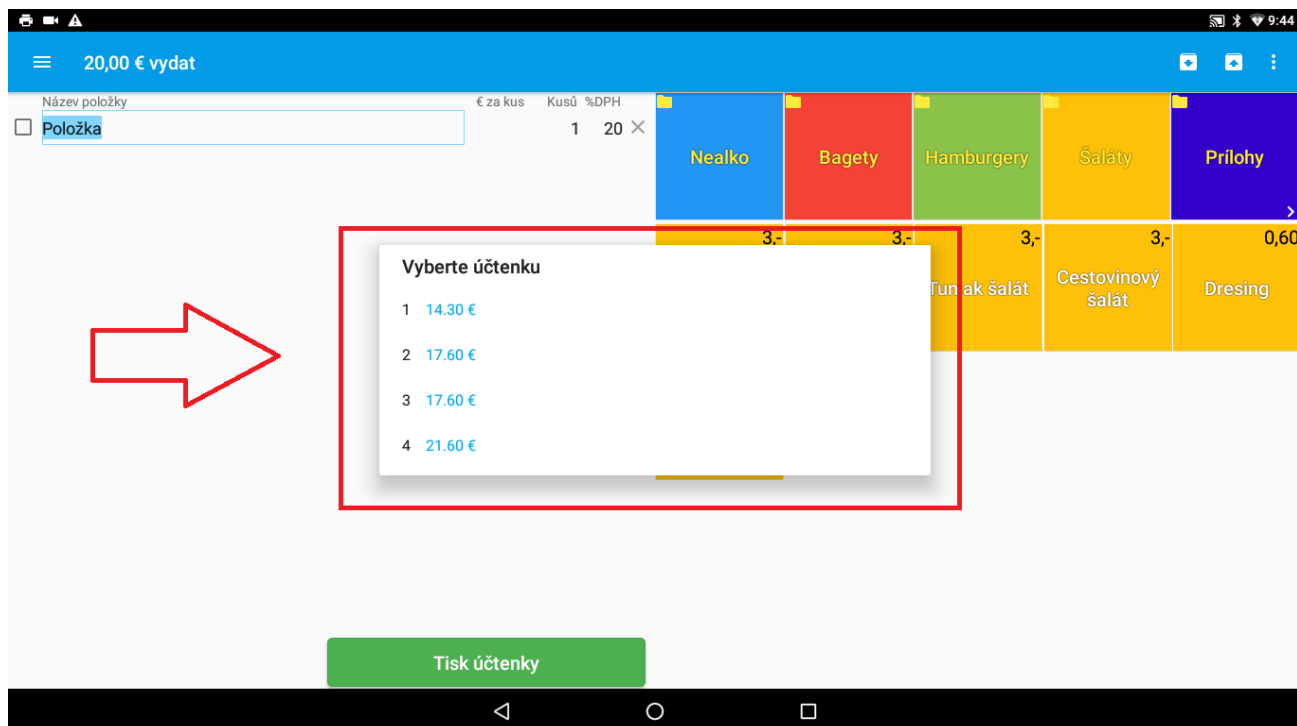 9:44
20,00 € vydat
Název položky € za kus Kusů %DPH
Položka 1 20
Nealko
Bagety
Hamburgery
Šaláty
Prílohy
3,-
3,-
3,-
3,-
0,60
Tuniak šalát
Cestovinový
šalát
Dresing
Vyberte účtenku
1 14.30 €
2 17.60 €
3 17.60 €
4 21.60 €
Tisk účtenky